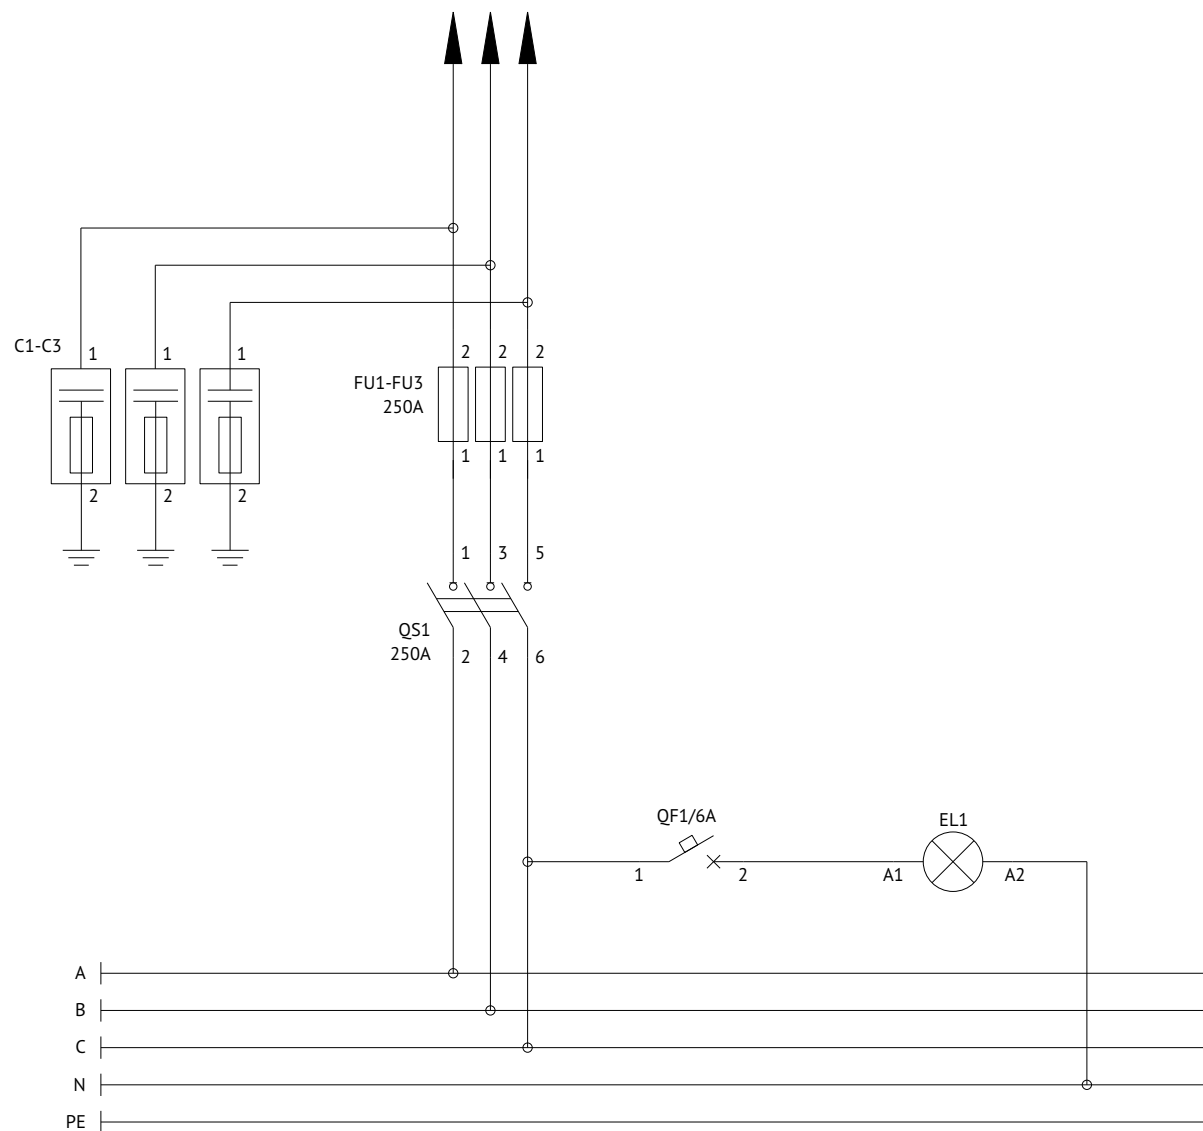 C1-C3
1 1 1
2 2 2
FU1-FU3
250A
2 2 2
1 1 1
1 3 5
QS1
250A
2 4 6
QF1/6A
1 2
EL1
A1 A2
A
B
C
N
PE